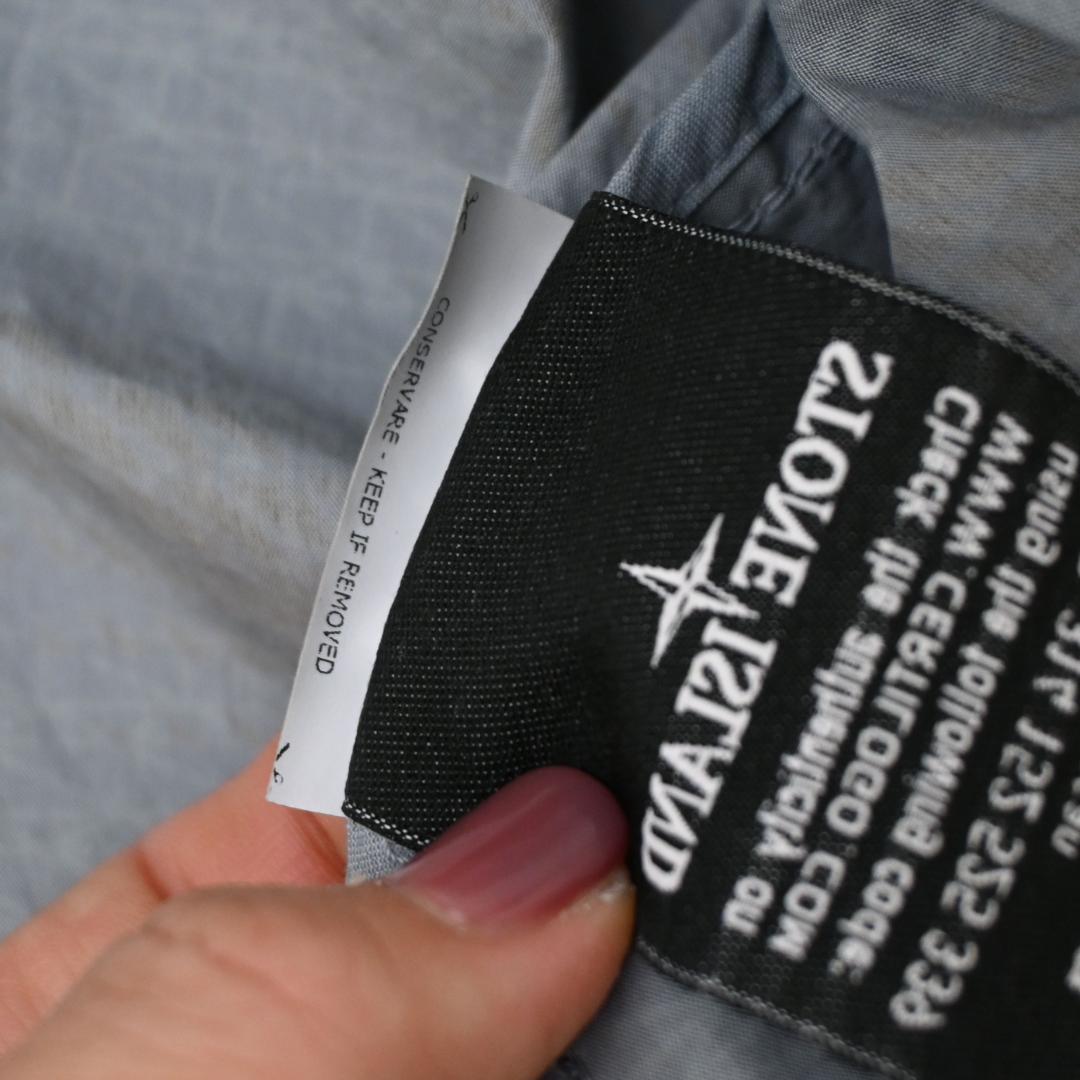 CONSERVARE - KEEP IF REMOVED
STONE ISLAND
Check the authenticity on
WWW.CERTILOGO.COM
using the following code:
152 525 339